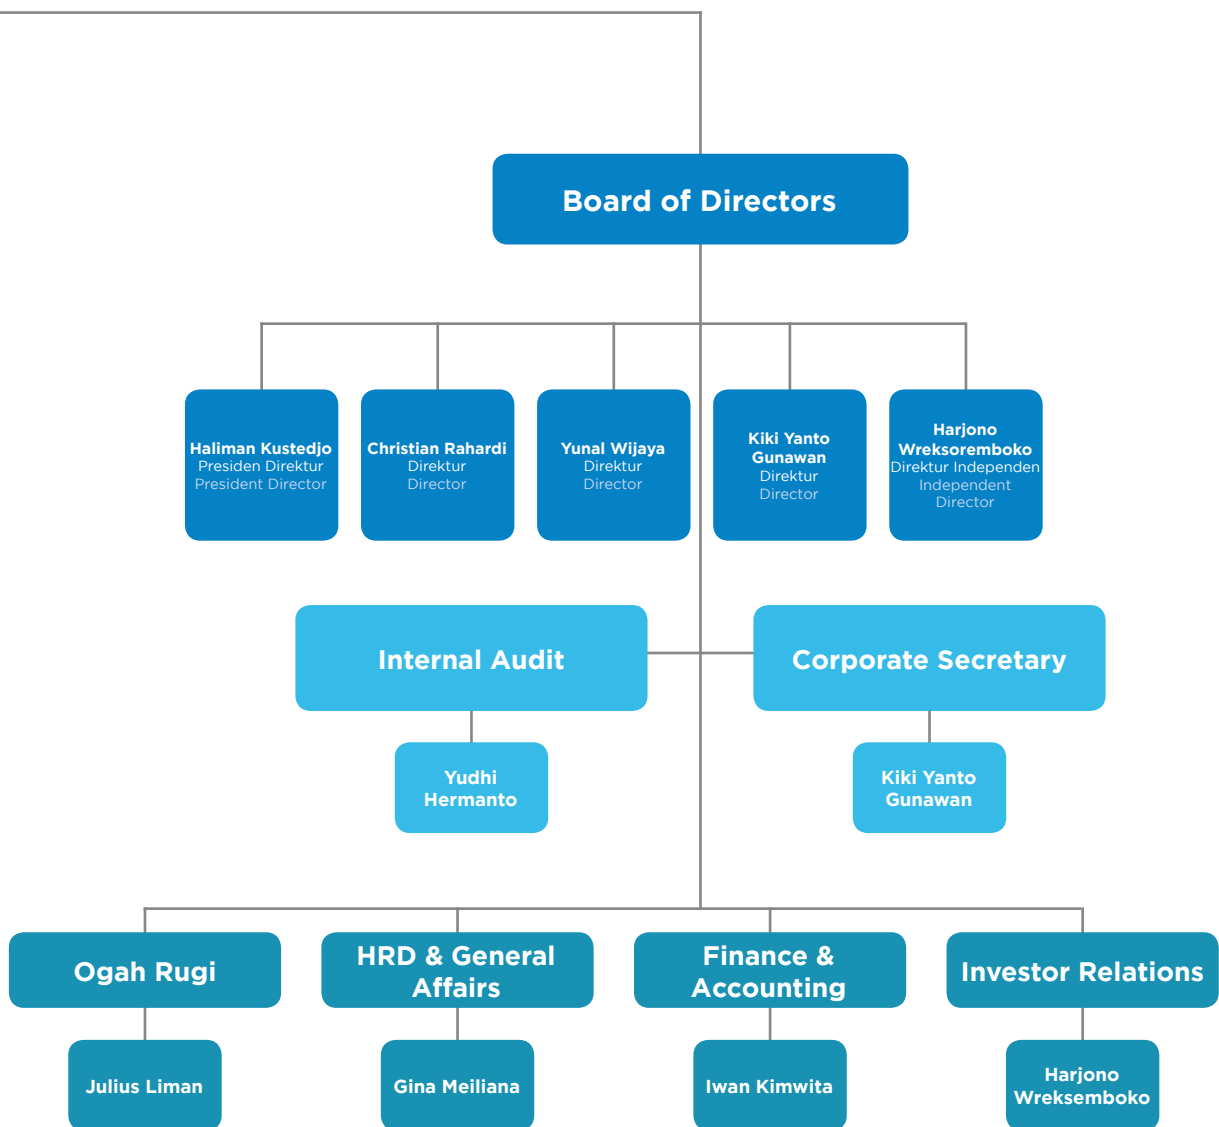 Board of Directors
Haliman Kustedjo
Presiden Direktur
President Director
Christian Rahardi
Direktur
Director
Yunal Wijaya
Direktur
Director
Kiki Yanto
Gunawan
Direktur
Director
Harjono
Wreksoremboko
Direktur Independen
Independent
Director
Internal Audit
Corporate Secretary
Yudhi
Hermanto
Kiki Yanto
Gunawan
Ogah Rugi
HRD & General
Affairs
Finance &
Accounting
Investor Relations
Julius Liman
Gina Meiliana
Iwan Kimwita
Harjono
Wreksemboko